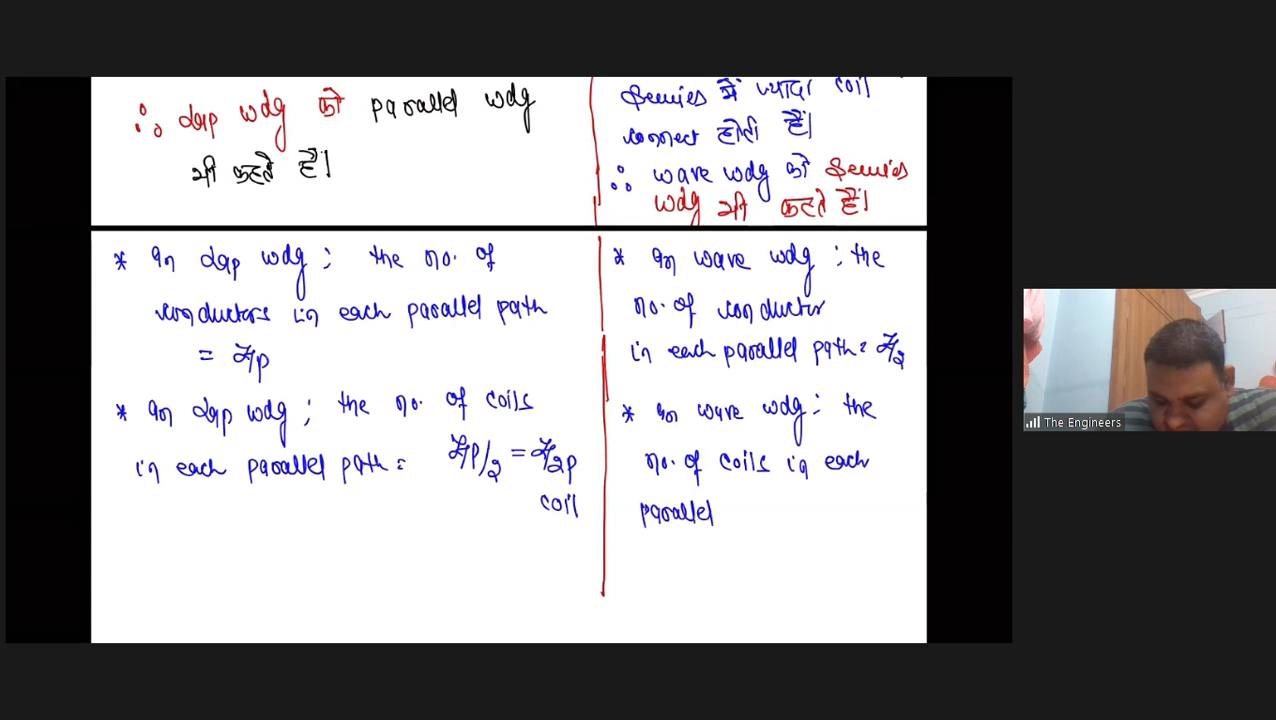 ∴ Lap wdg को parallel wdg
भी कहते हैं।
Series में ज्यादा coil
connect होती हैं।
∴ wave wdg को Series
wdg भी कहते हैं।
* In Lap wdg ; the no. of
conductors in each parallel path
= Z/P
* In Lap wdg ; the no. of coils
in each parallel path = Z/P/2 = Z/2P
coil
* In wave wdg ; the
no. of conductor
in each parallel path = Z/2
* In wave wdg ; the
no. of coils in each
parallel
The Engineers